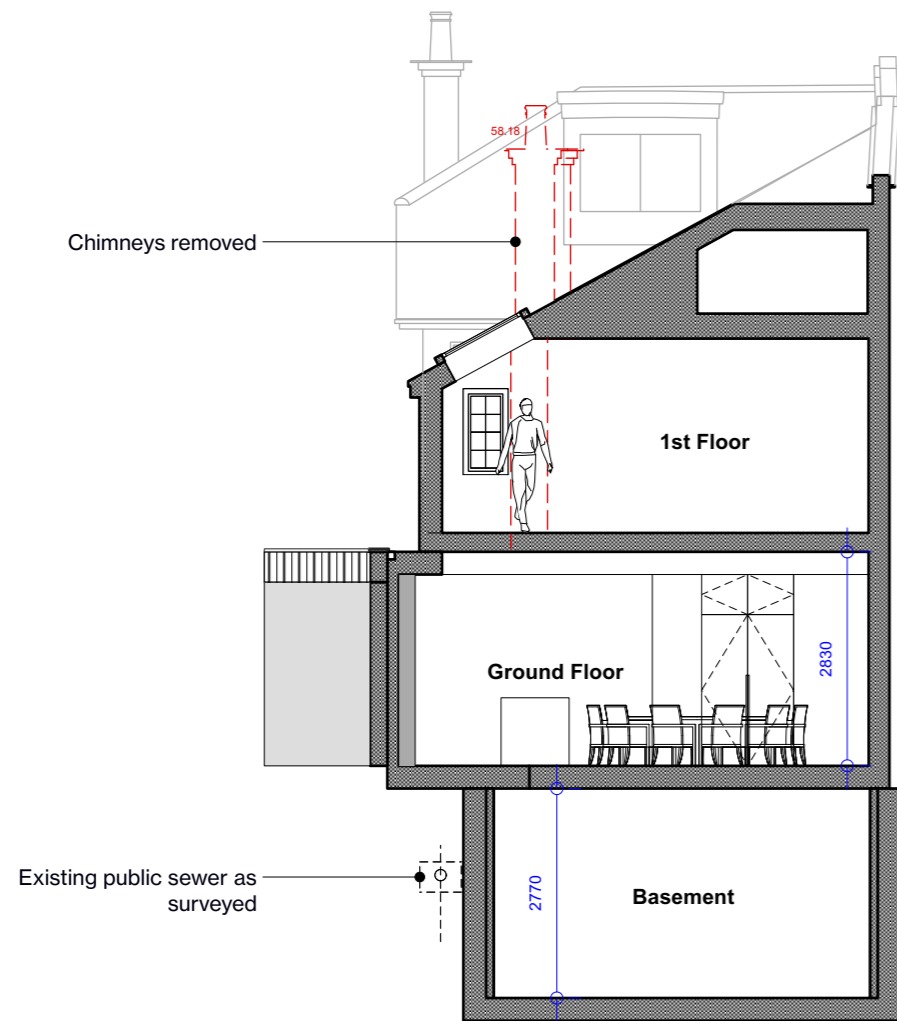 58.18
Chimneys removed
1st Floor
Ground Floor
2830
Existing public sewer as
surveyed
2770
Basement